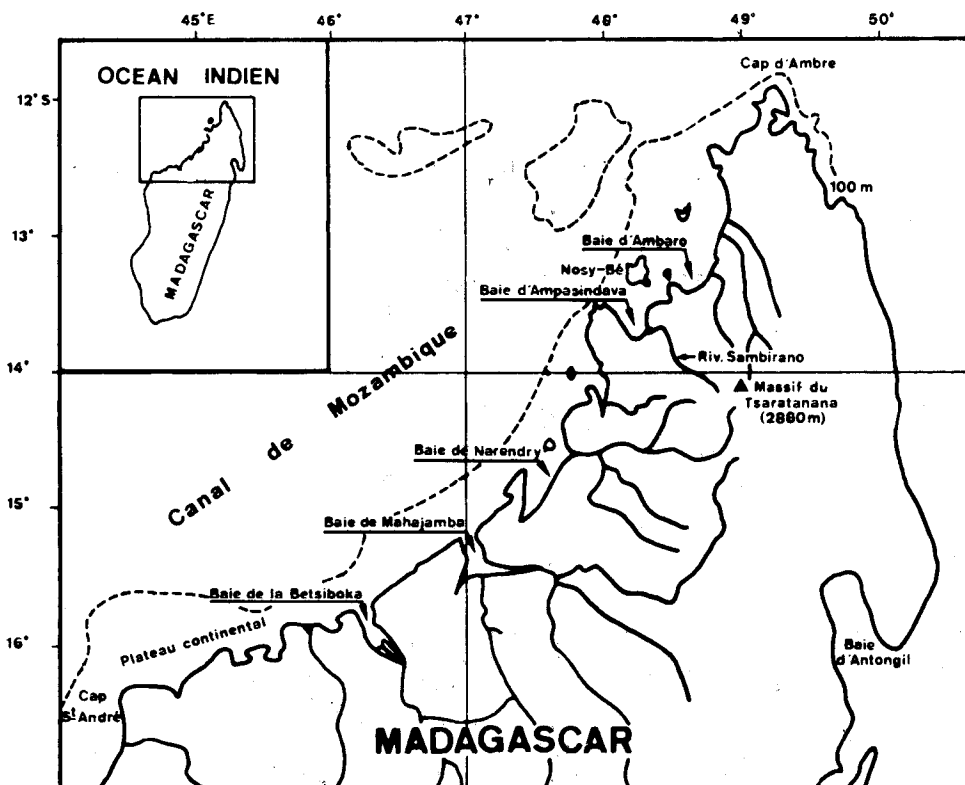 45°E 46° 47° 48° 49° 50°
OCEAN INDIEN
Cap d'Ambre
12°S
100 m
MADAGASCAR
13°
Baie d'Ambaro
Nosy-Bé
Baie d'Ampasindava
Canal de Mozambique
Riv. Sambirano
14°
Massif du
Tsaratanana
(2880m)
Baie de Narendry
15°
Baie de Mahajamba
Baie de la Betsiboka
Plateau continental
16°
Baie
d'Antongil
Cap
St André
MADAGASCAR